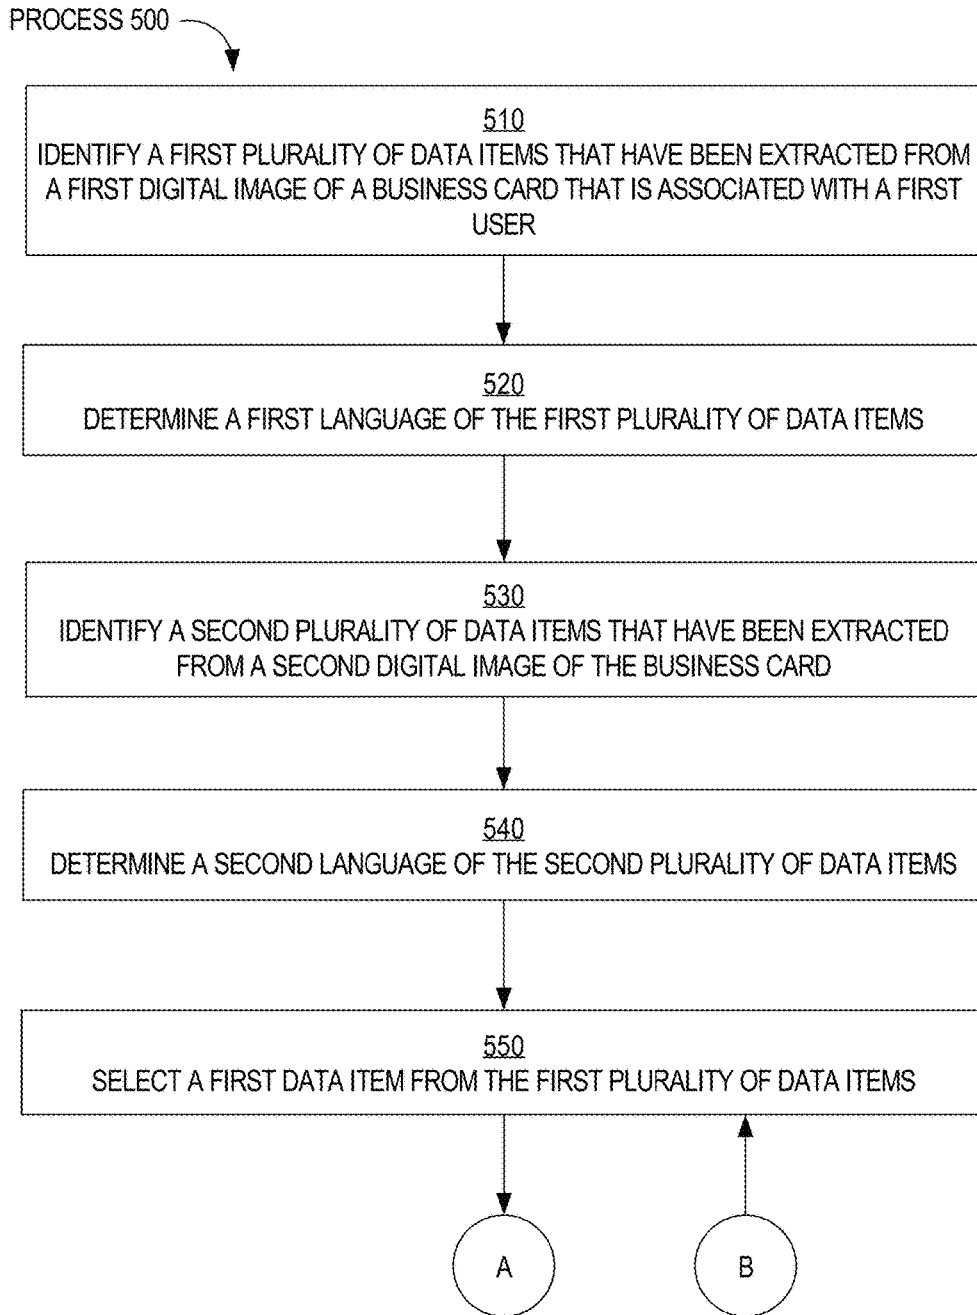 PROCESS 500
510
IDENTIFY A FIRST PLURALITY OF DATA ITEMS THAT HAVE BEEN EXTRACTED FROM
A FIRST DIGITAL IMAGE OF A BUSINESS CARD THAT IS ASSOCIATED WITH A FIRST
USER
520
DETERMINE A FIRST LANGUAGE OF THE FIRST PLURALITY OF DATA ITEMS
530
IDENTIFY A SECOND PLURALITY OF DATA ITEMS THAT HAVE BEEN EXTRACTED
FROM A SECOND DIGITAL IMAGE OF THE BUSINESS CARD
540
DETERMINE A SECOND LANGUAGE OF THE SECOND PLURALITY OF DATA ITEMS
550
SELECT A FIRST DATA ITEM FROM THE FIRST PLURALITY OF DATA ITEMS
A
B